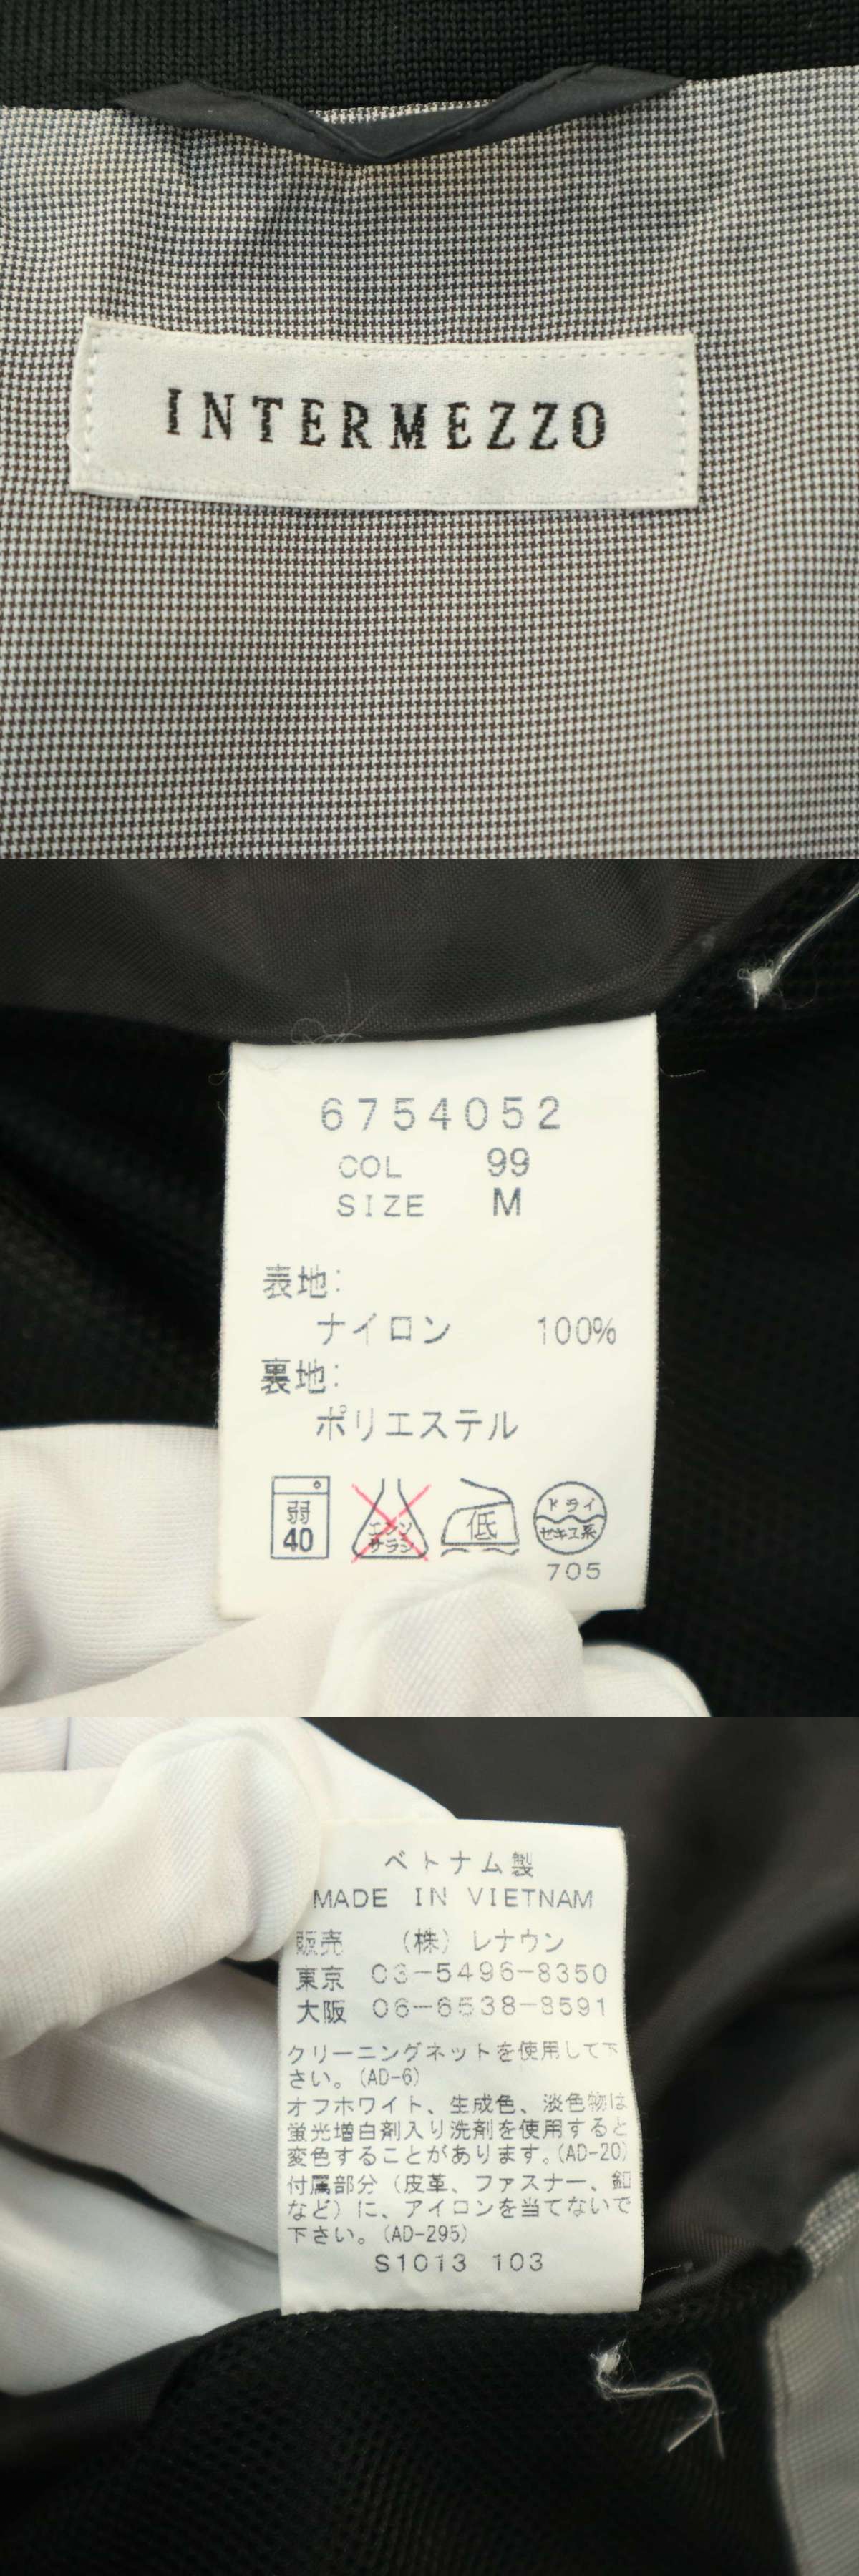 INTERMEZZO
6754052
COL 99
SIZE M
表地:
ナイロン 100%
裏地:
ポリエステル
弱 40
エンソ サラシ
低
ドライ セキユ系
705
ベトナム製
MADE IN VIETNAM
販売 (株) レナウン
東京 03-5496-8350
大阪 06-6538-8591
クリーニングネットを使用して下
さい。(AD-6)
オフホワイト、生成色、淡色物は
蛍光増白剤入り洗剤を使用すると
変色することがあります。(AD-20)
付属部分(皮革、ファスナー、釦
など)に、アイロンを当てないで
下さい。(AD-295)
S1013 103